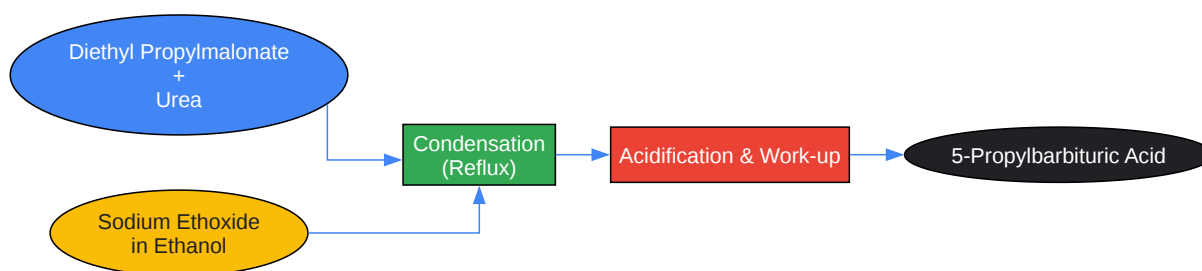 Diethyl Propylmalonate
+
Urea
Sodium Ethoxide
in Ethanol
Condensation
(Reflux)
Acidification & Work-up
5-Propylbarbituric Acid